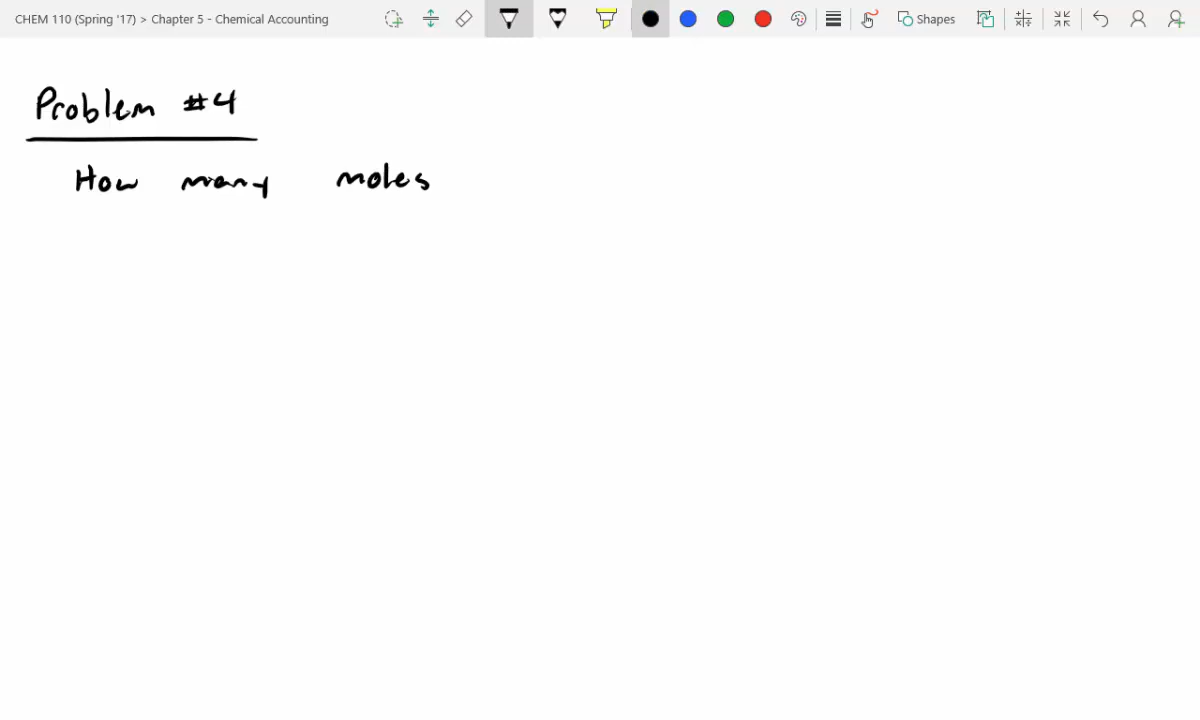 CHEM 110 (Spring '17) > Chapter 5 - Chemical Accounting Shapes
Problem #4
How many moles